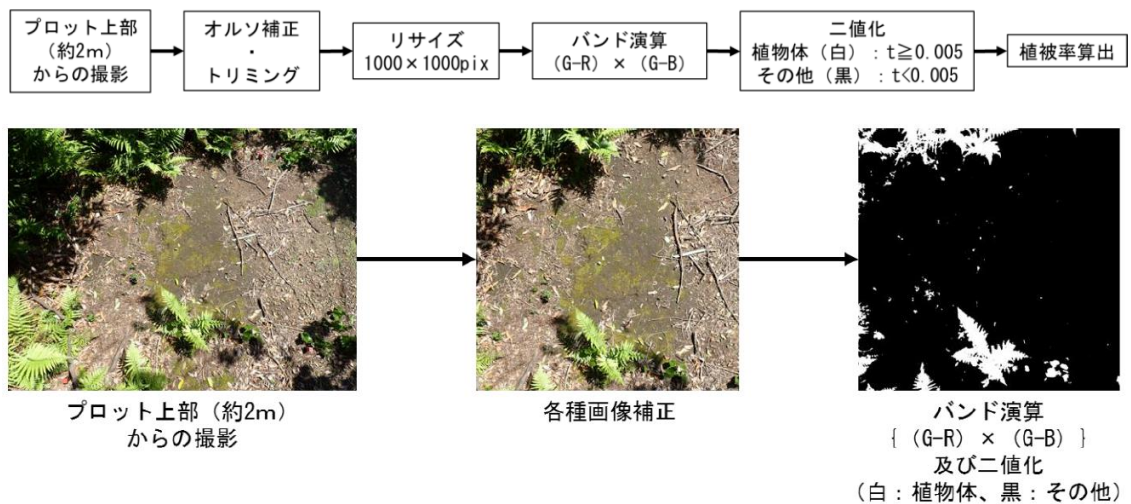 プロット上部
（約2m）
からの撮影
オルソ補正
・
トリミング
リサイズ
1000×1000pix
バンド演算
（G-R）×（G-B）
二値化
植物体（白）：t≧0.005
その他（黒）：t<0.005
植被率算出
プロット上部（約2m）
からの撮影
各種画像補正
バンド演算
{（G-R）×（G-B）}
及び二値化
（白：植物体、黒：その他）